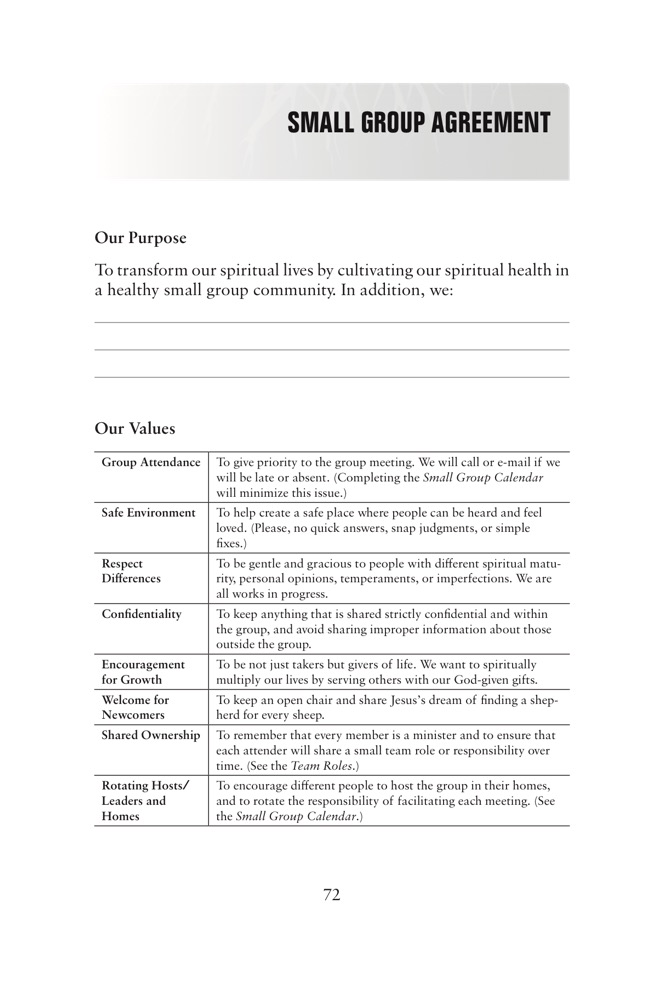 SMALL GROUP AGREEMENT
Our Purpose
To transform our spiritual lives by cultivating our spiritual health in
a healthy small group community. In addition, we:
Our Values
Group Attendance
To give priority to the group meeting. We will call or e-mail if we
will be late or absent. (Completing the Small Group Calendar
will minimize this issue.)
Safe Environment
To help create a safe place where people can be heard and feel
loved. (Please, no quick answers, snap judgments, or simple
fixes.)
Respect
Differences
To be gentle and gracious to people with different spiritual matu-
rity, personal opinions, temperaments, or imperfections. We are
all works in progress.
Confidentiality
To keep anything that is shared strictly confidential and within
the group, and avoid sharing improper information about those
outside the group.
Encouragement
for Growth
To be not just takers but givers of life. We want to spiritually
multiply our lives by serving others with our God-given gifts.
Welcome for
Newcomers
To keep an open chair and share Jesus’s dream of finding a shep-
herd for every sheep.
Shared Ownership
To remember that every member is a minister and to ensure that
each attender will share a small team role or responsibility over
time. (See the Team Roles.)
Rotating Hosts/
Leaders and
Homes
To encourage different people to host the group in their homes,
and to rotate the responsibility of facilitating each meeting. (See
the Small Group Calendar.)
72